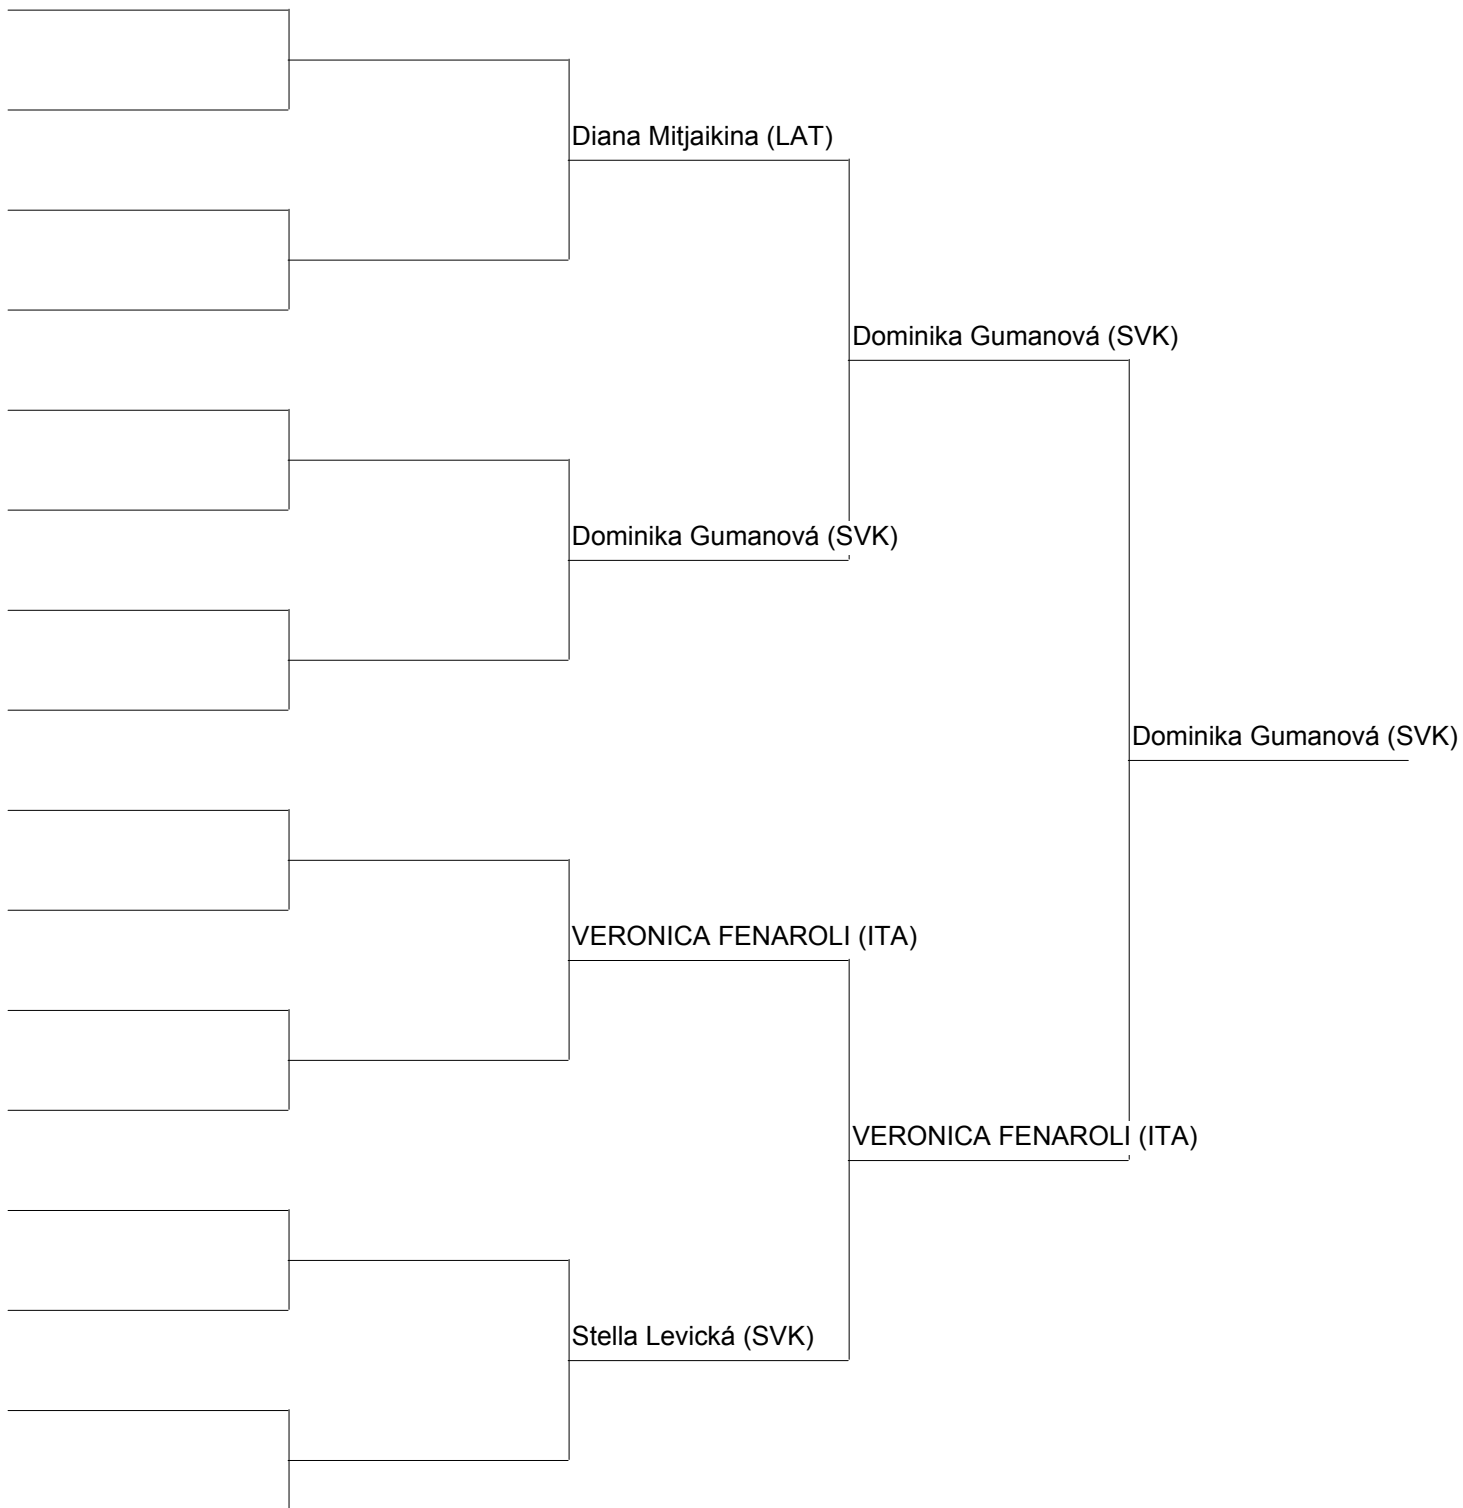 Diana Mitjaikina (LAT)
Dominika Gumanová (SVK)
Dominika Gumanová (SVK)
Dominika Gumanová (SVK)
VERONICA FENAROLI (ITA)
VERONICA FENAROLI (ITA)
Stella Levická (SVK)